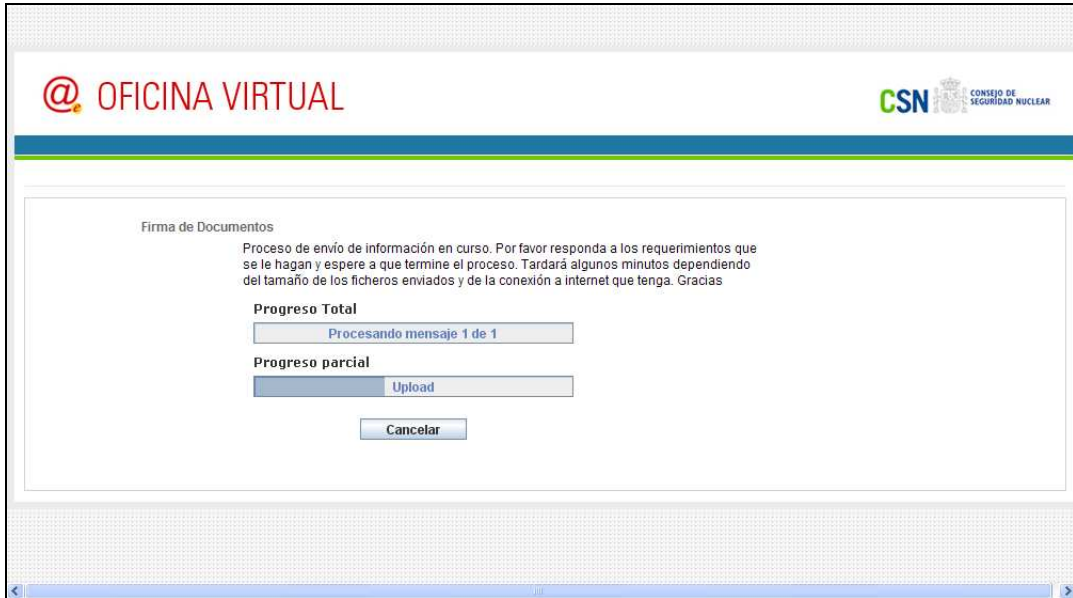 @e OFICINA VIRTUAL
CSN CONSEJO DE
SEGURIDAD NUCLEAR
Firma de Documentos
Proceso de envío de información en curso. Por favor responda a los requerimientos que
se le hagan y espere a que termine el proceso. Tardará algunos minutos dependiendo
del tamaño de los ficheros enviados y de la conexión a internet que tenga. Gracias
Progreso Total
Procesando mensaje 1 de 1
Progreso parcial
Upload
Cancelar